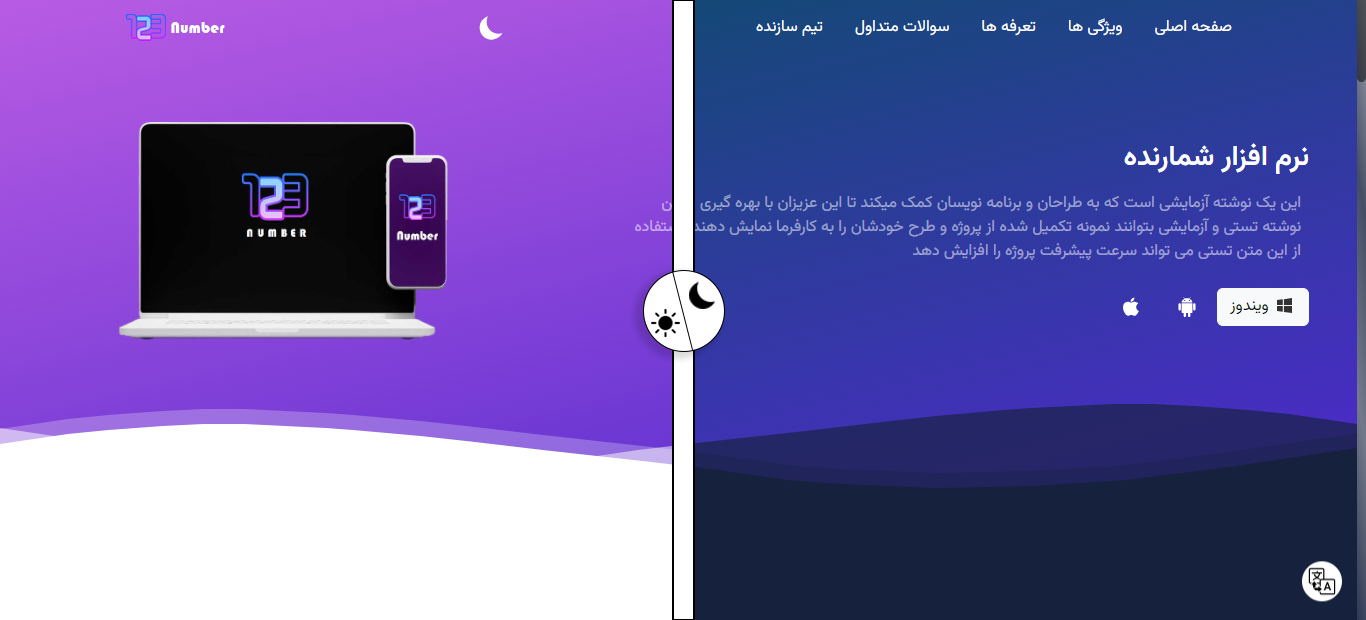 123 Number
صفحه اصلی
ویژگی ها
تعرفه ها
سوالات متداول
تیم سازنده
123
NUMBER
123
Number
نرم افزار شمارنده
این یک نوشته آزمایشی است که به طراحان و برنامه نویسان کمک میکند تا این عزیزان با بهره گیری
نوشته تستی و آزمایشی بتوانند نمونه تکمیل شده از پروژه و طرح خودشان را به کارفرما نمایش دهند
از این متن تستی می تواند سرعت پیشرفت پروژه را افزایش دهد
ویندوز
文 A